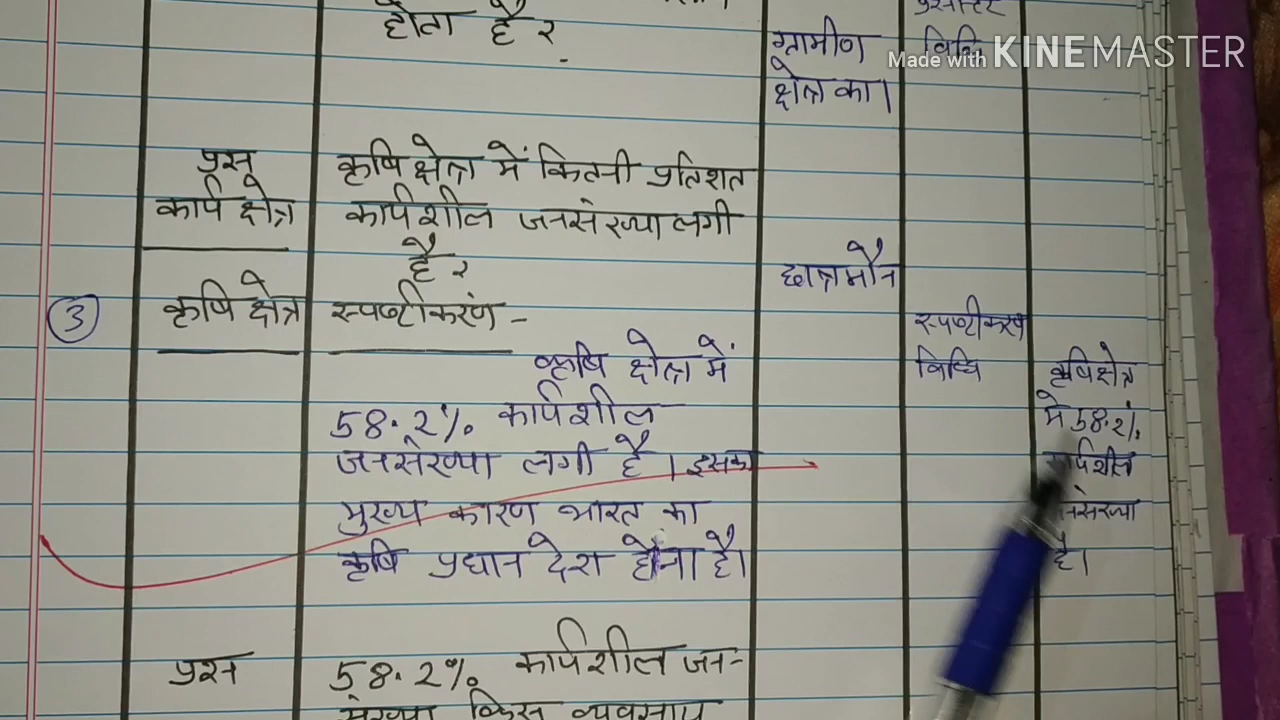 होता है ?
ग्रामीण
क्षेत्र का।
विधि
Made with KINEMASTER
प्रश्न
कार्य क्षेत्र
कृषि क्षेत्र में कितनी प्रतिशत
कार्यशील जनसंख्या लगी
है ?
छात्र मौन
3
कृषि क्षेत्र
स्पष्टीकरण -
कृषि क्षेत्र में
58.2% कार्यशील
जनसंख्या लगी है। इसका
मुख्य कारण भारत का
कृषि प्रधान देश होना है।
स्पष्टीकरण
विधि
कृषि क्षेत्र
में 58.2%
कार्यशील
जनसंख्या
है।
प्रश्न
58.2% कार्यशील जन-
संख्या किस व्यवसाय